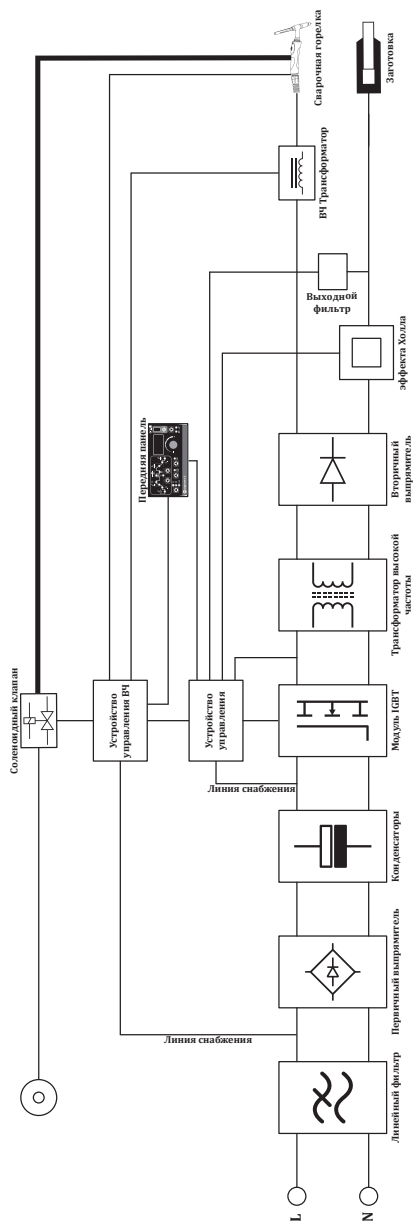 Сварочная горелка
Заготовка
ВЧ Трансформатор
Выходной
фильтр
эффекта Холла
Передняя панель
Вторичный
выпрямитель
Трансформатор высокой
частоты
Соленоидный клапан
Устройство
управления ВЧ
Устройство
управления
Модуль IGBT
Линия снабжения
Конденсаторы
Первичный выпрямитель
Линия снабжения
Линейный фильтр
L
N